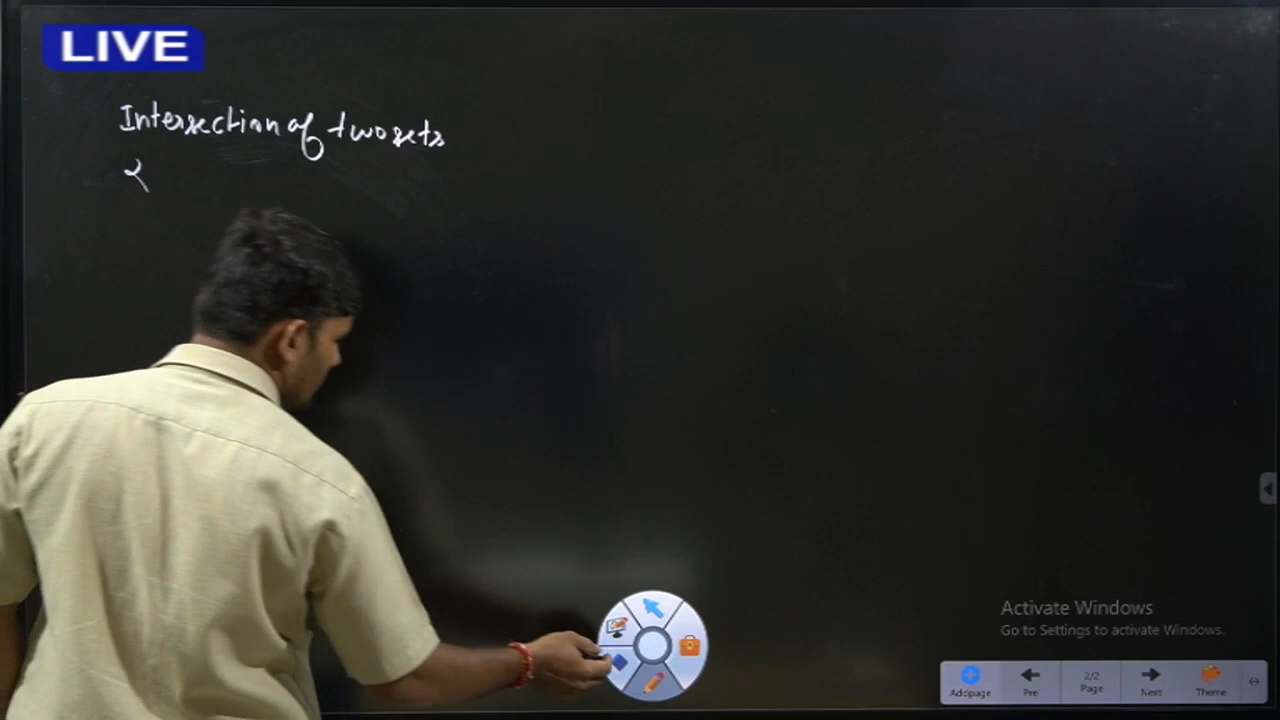 LIVE
Intersection of two sets
Activate Windows
Go to Settings to activate Windows.
Addpage Pre 2/2 Page Next Theme